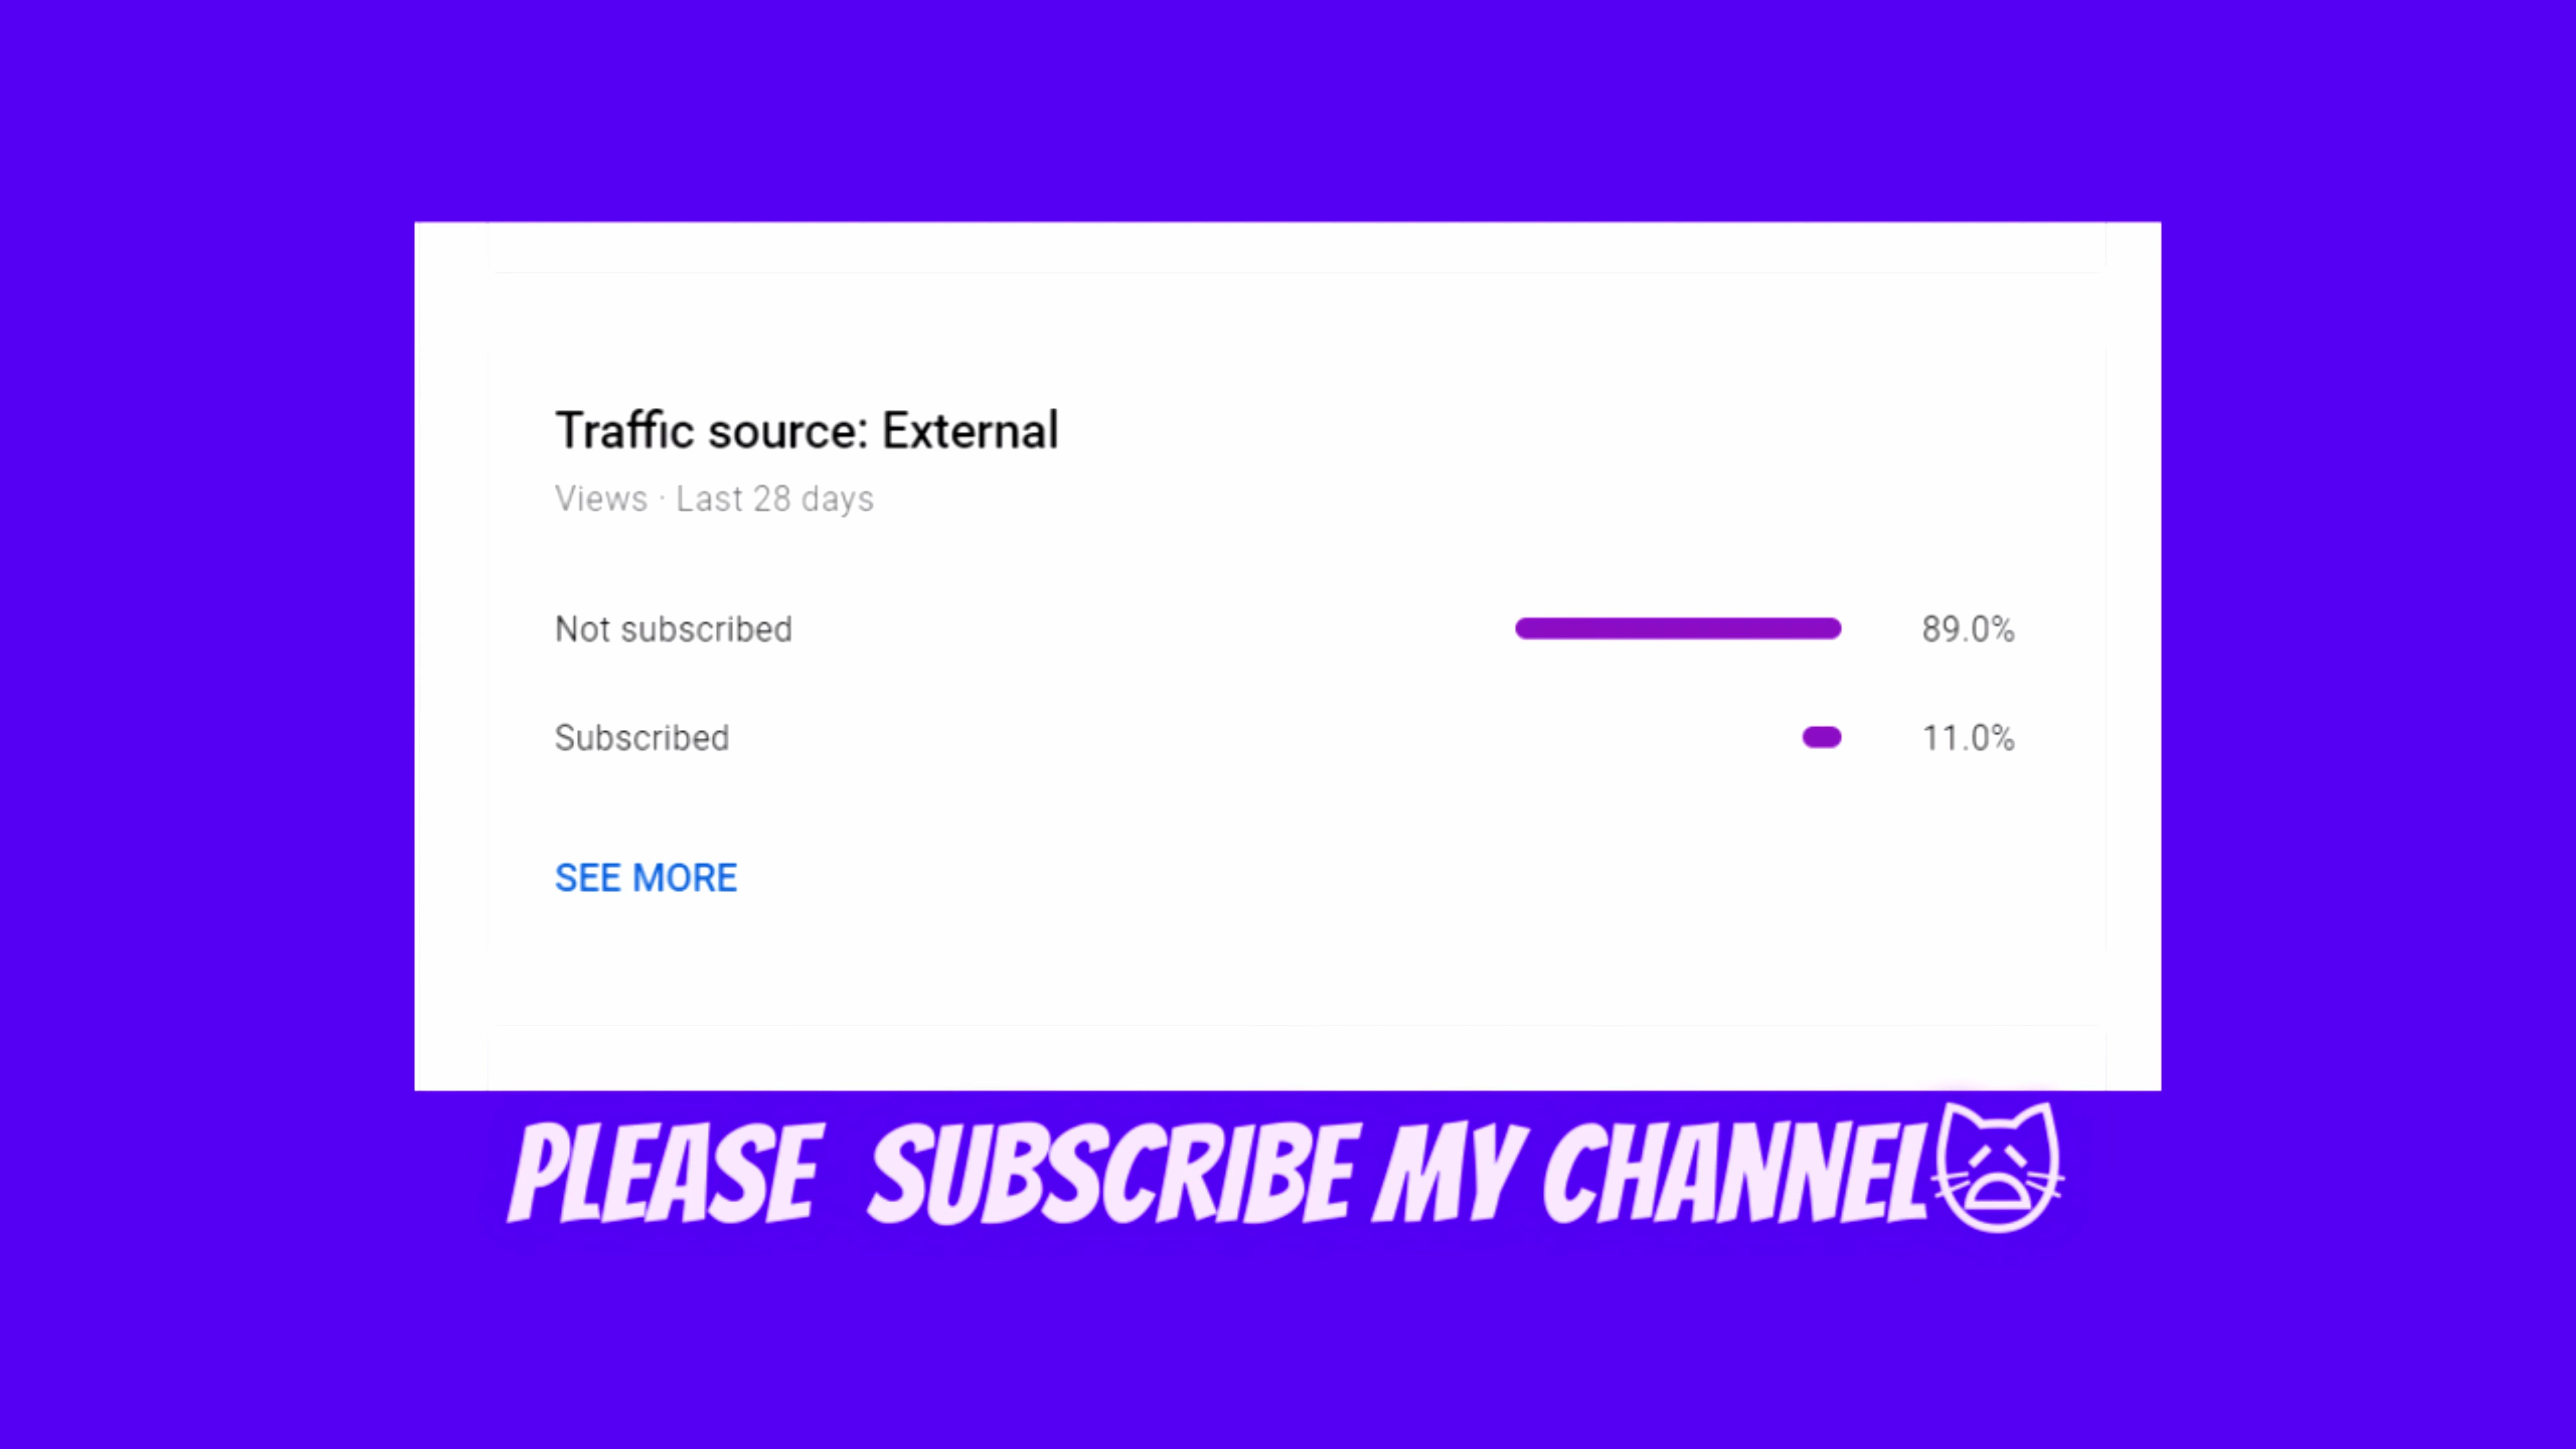 Traffic source: External
Views · Last 28 days
Not subscribed 89.0%
Subscribed 11.0%
SEE MORE
PLEASE SUBSCRIBE MY CHANNEL